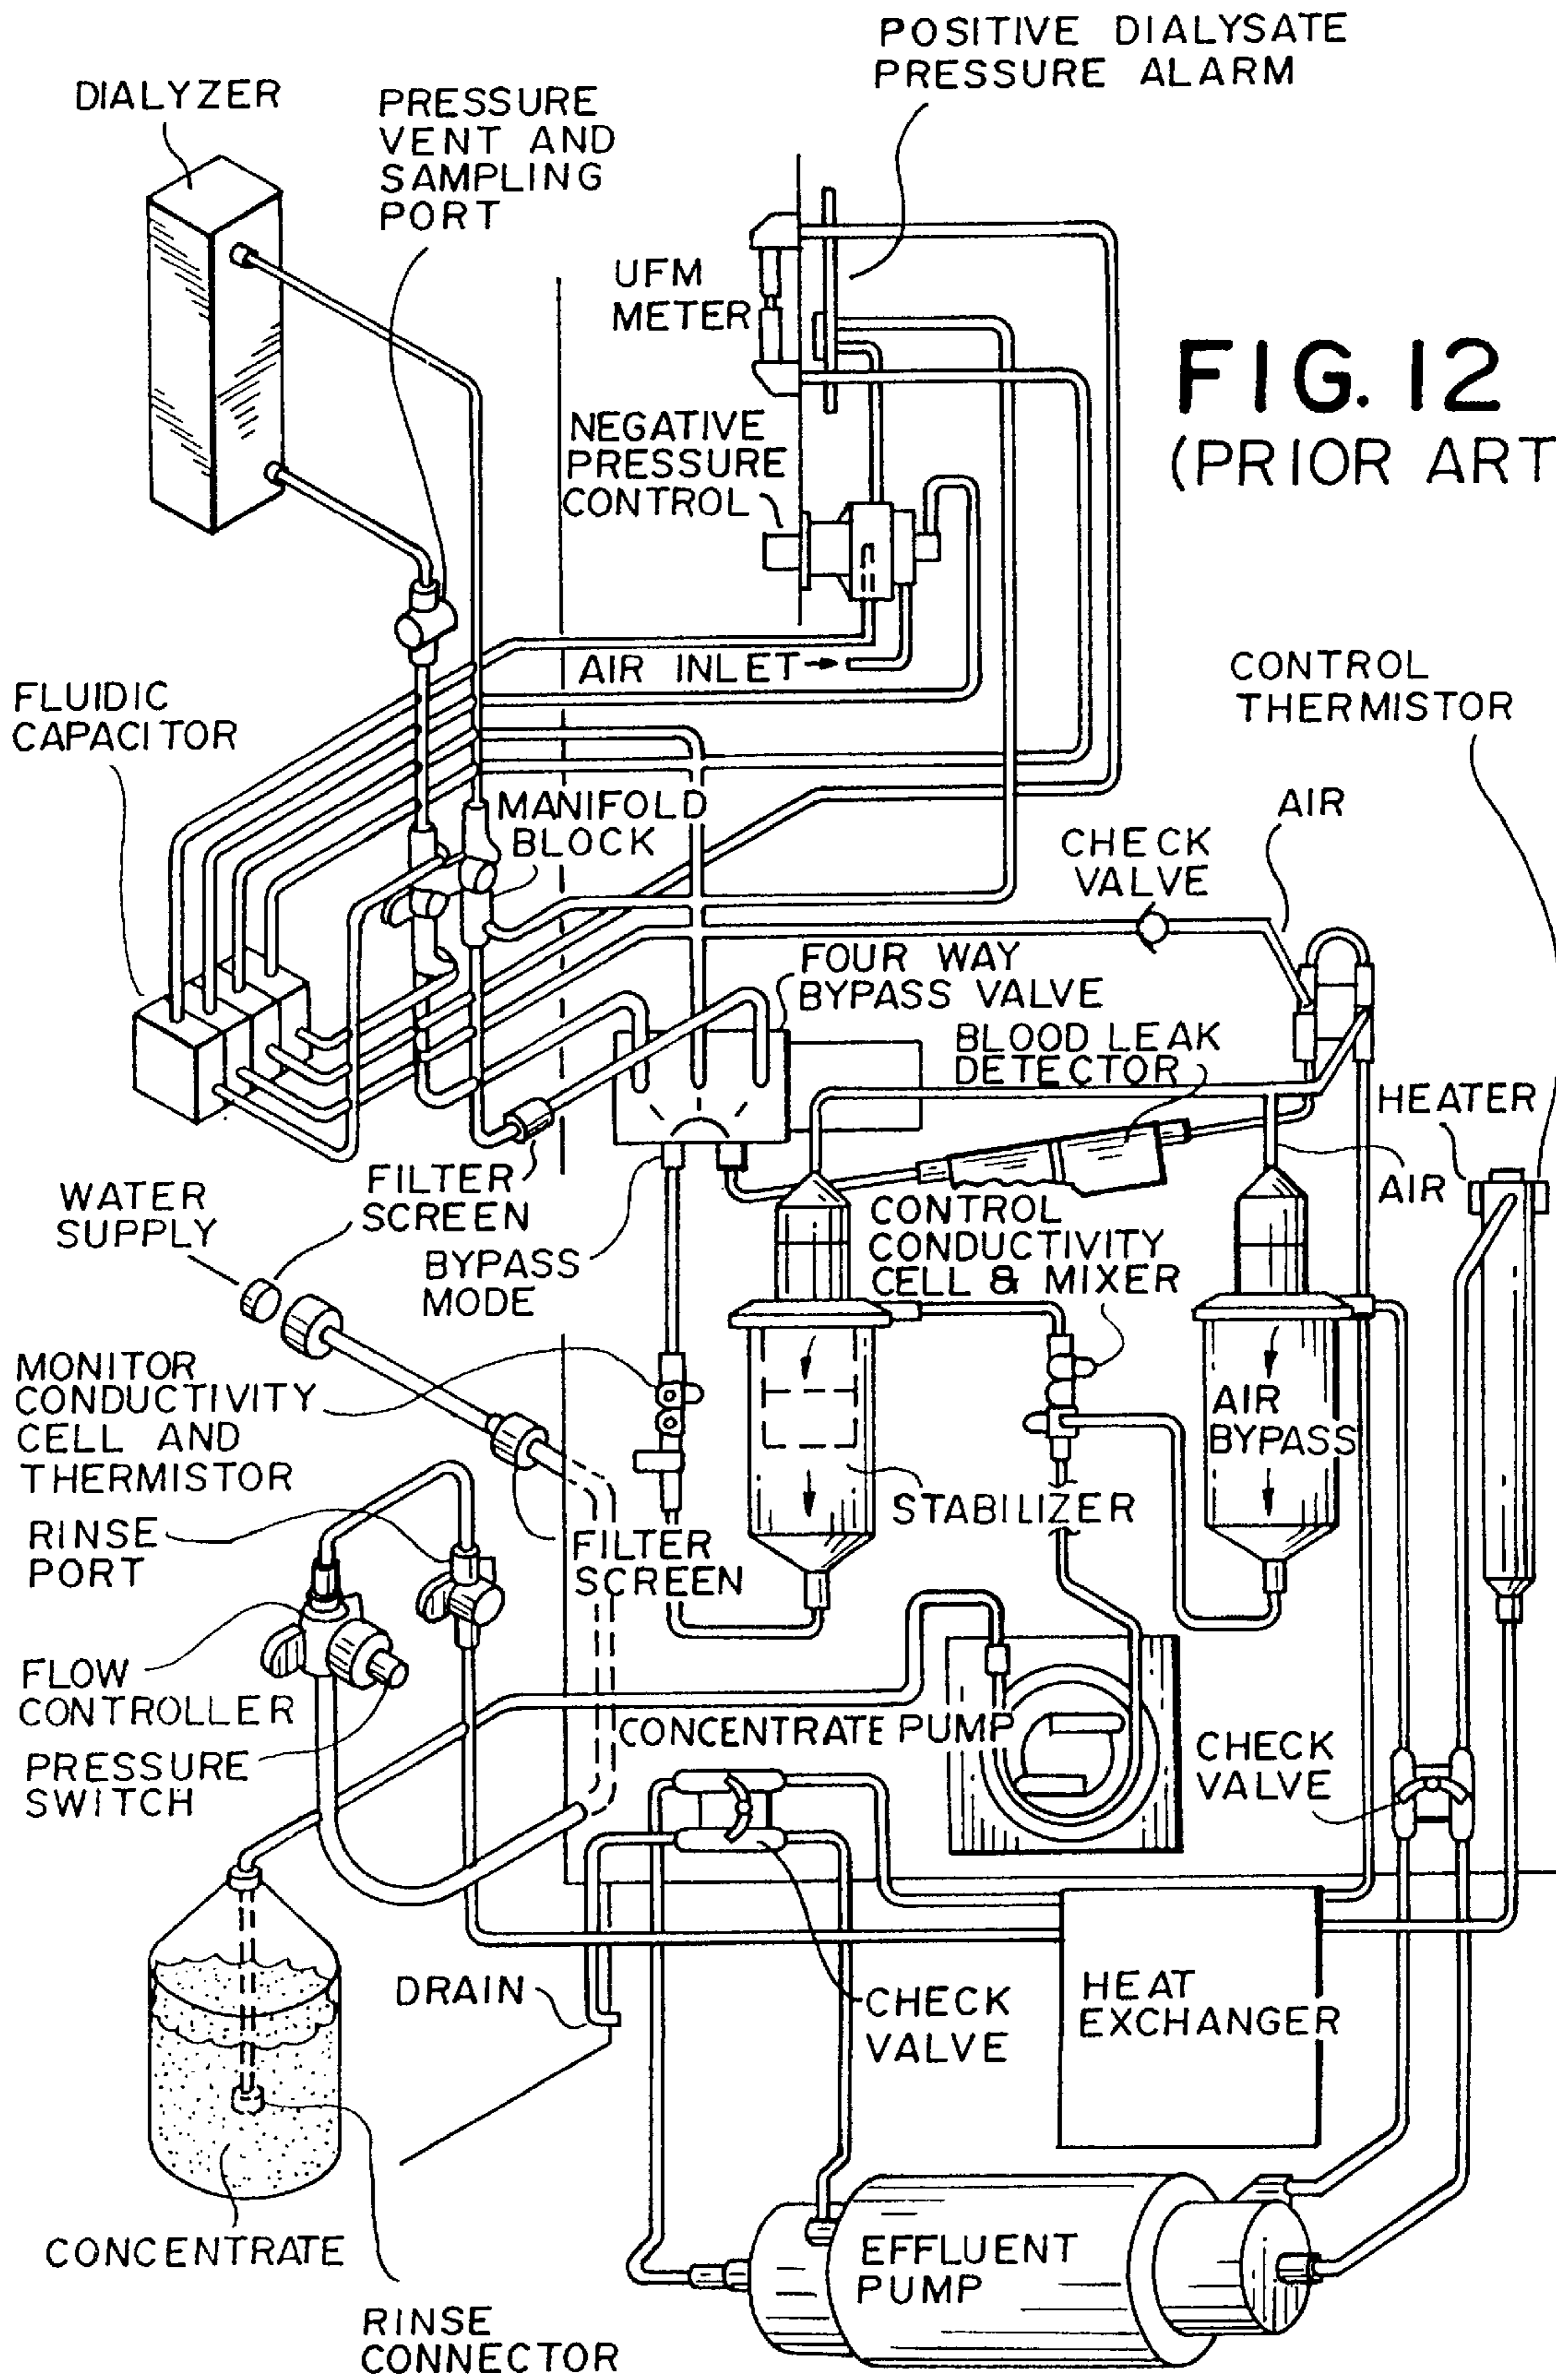 POSITIVE DIALYSATE
PRESSURE ALARM
DIALYZER
PRESSURE
VENT AND
SAMPLING
PORT
UFM
METER
FIG. 12
(PRIOR ART
NEGATIVE
PRESSURE
CONTROL
AIR INLET
CONTROL
THERMISTOR
FLUIDIC
CAPACITOR
MANIFOLD
BLOCK
AIR
CHECK
VALVE
FOUR WAY
BYPASS VALVE
BLOOD LEAK
DETECTOR
HEATER
AIR
FILTER
SCREEN
WATER
SUPPLY
BYPASS
MODE
CONTROL
CONDUCTIVITY
CELL & MIXER
MONITOR
CONDUCTIVITY
CELL AND
THERMISTOR
AIR
BYPASS
STABILIZER
RINSE
PORT
FILTER
SCREEN
FLOW
CONTROLLER
CONCENTRATE PUMP
PRESSURE
SWITCH
CHECK
VALVE
DRAIN
CHECK
VALVE
HEAT
EXCHANGER
CONCENTRATE
EFFLUENT
PUMP
RINSE
CONNECTOR